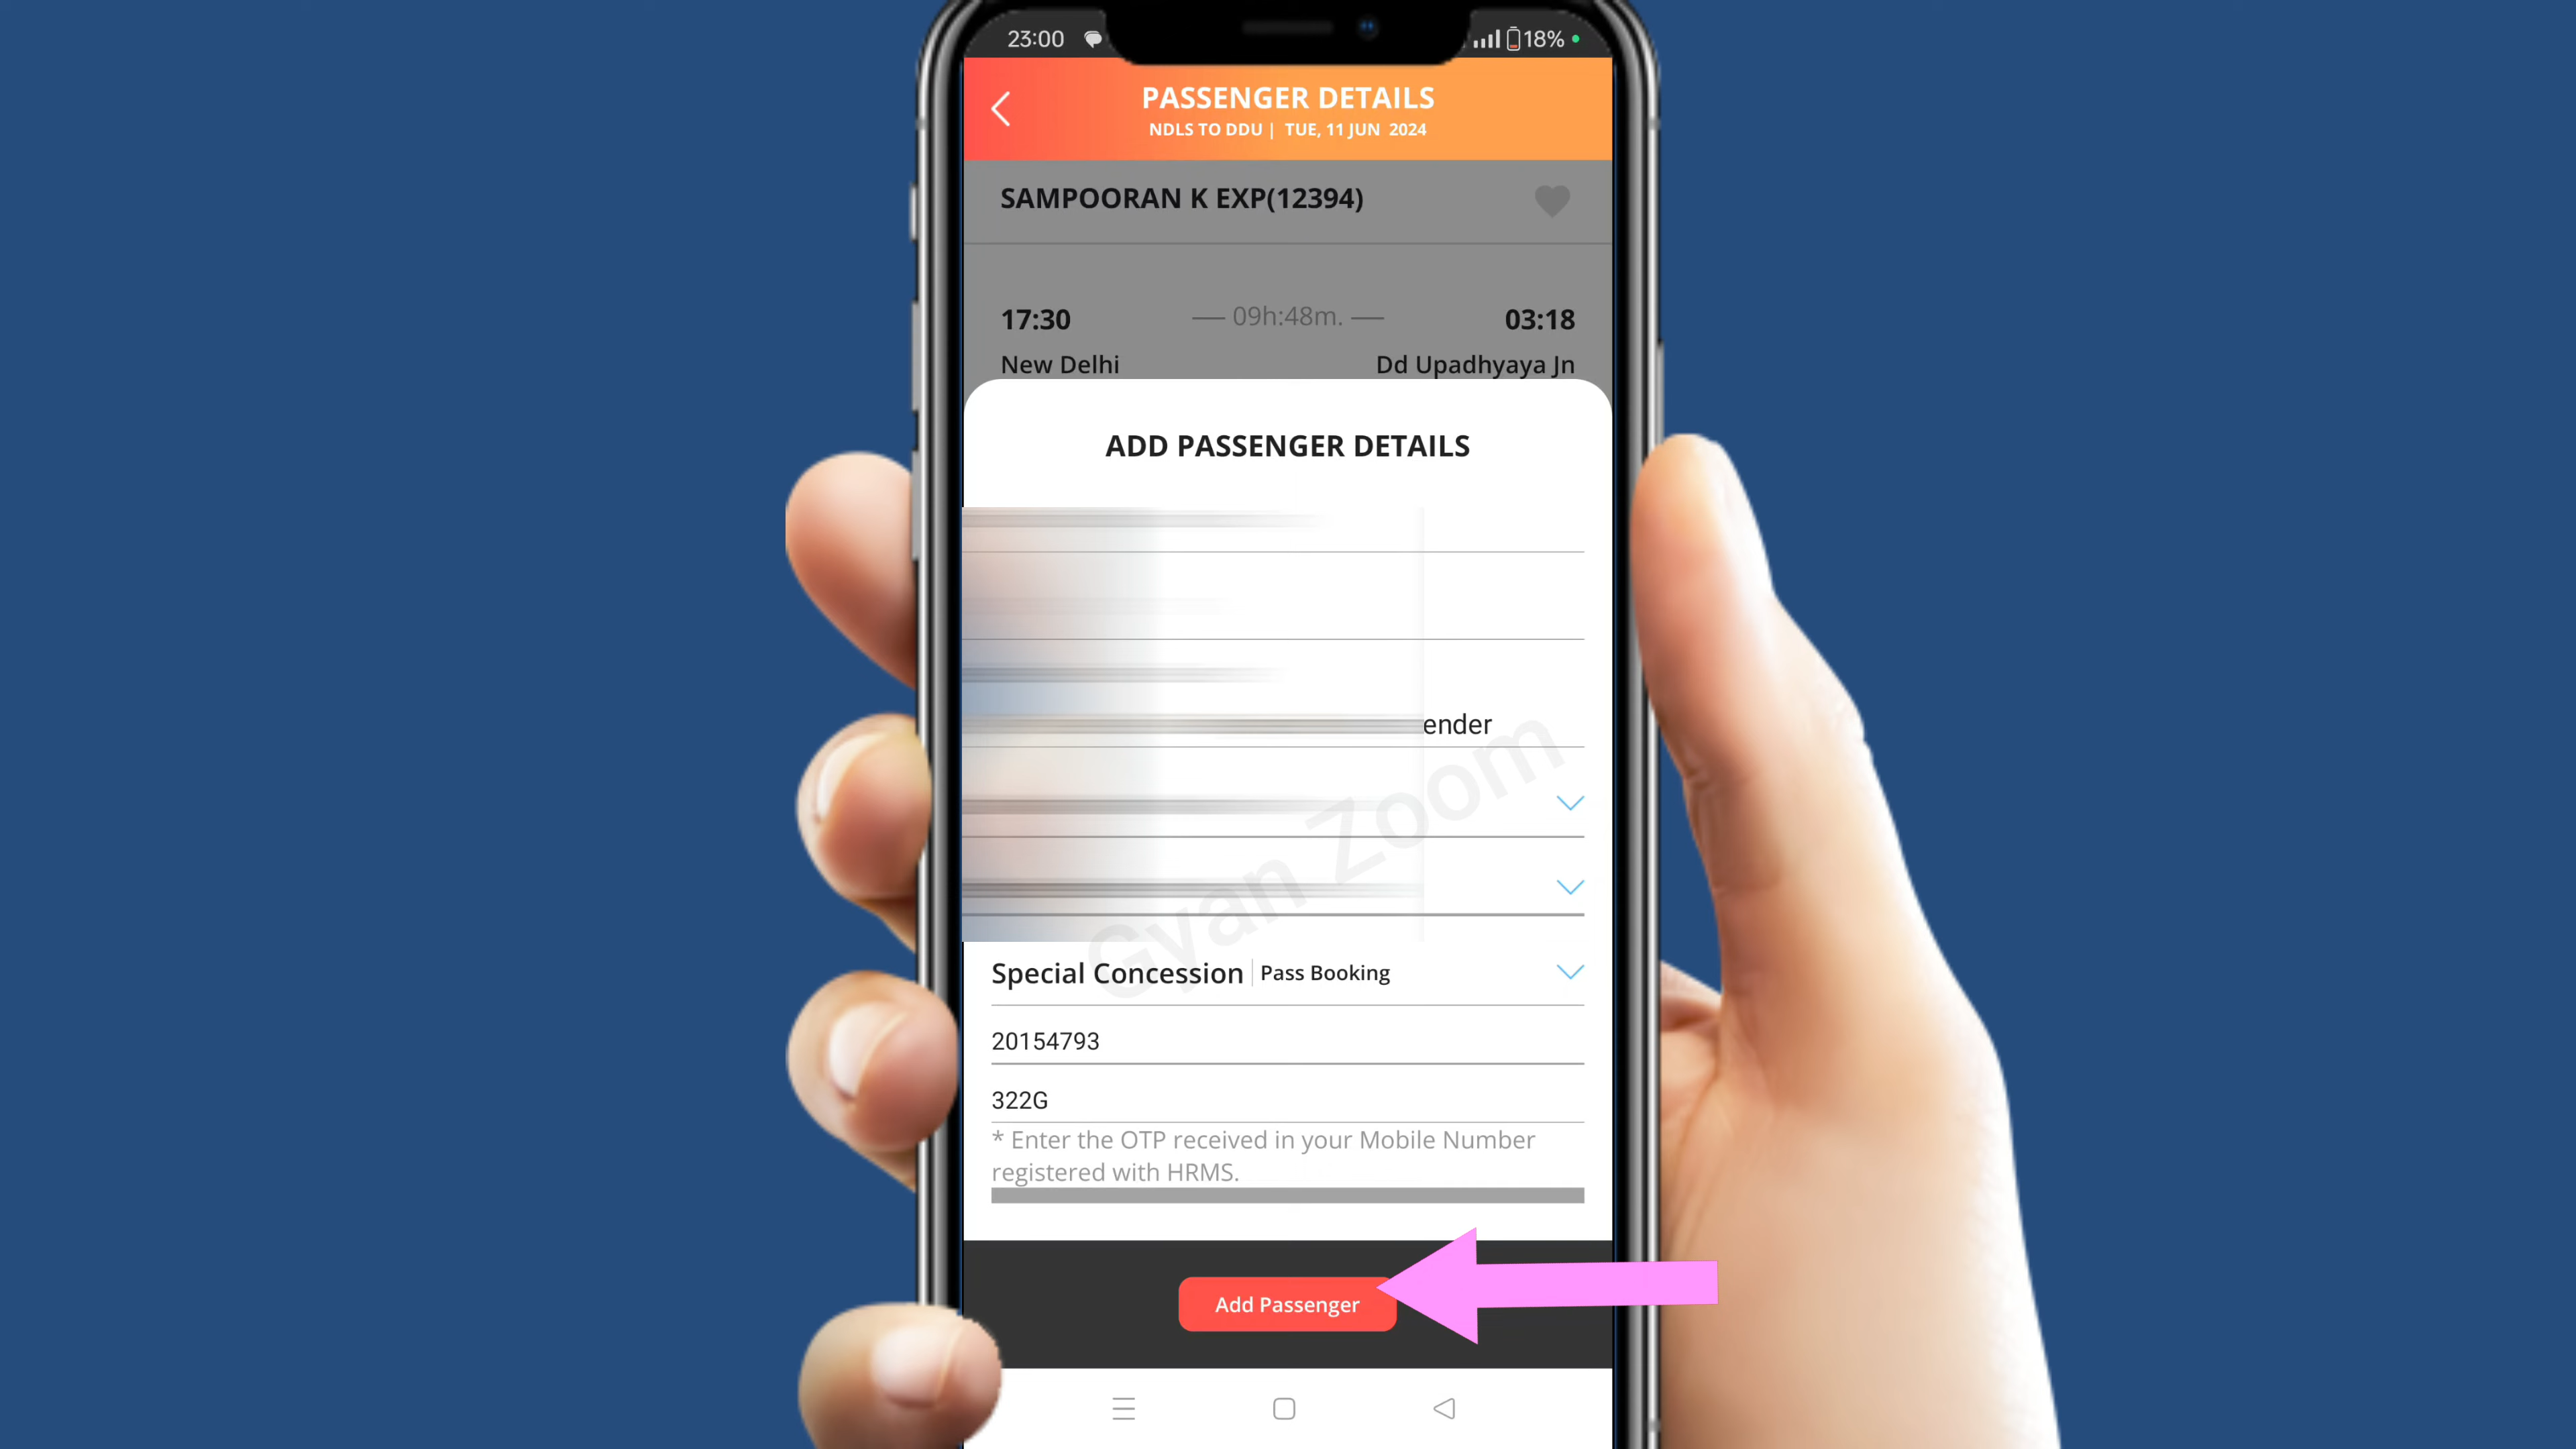 23:00
18%
PASSENGER DETAILS
NDLS TO DDU | TUE, 11 JUN 2024
SAMPOORAN K EXP(12394)
17:30 — 09h:48m. — 03:18
New Delhi Dd Upadhyaya Jn
ADD PASSENGER DETAILS
ender
Gyan Zoom
Special Concession | Pass Booking
20154793
322G
* Enter the OTP received in your Mobile Number
registered with HRMS.
Add Passenger